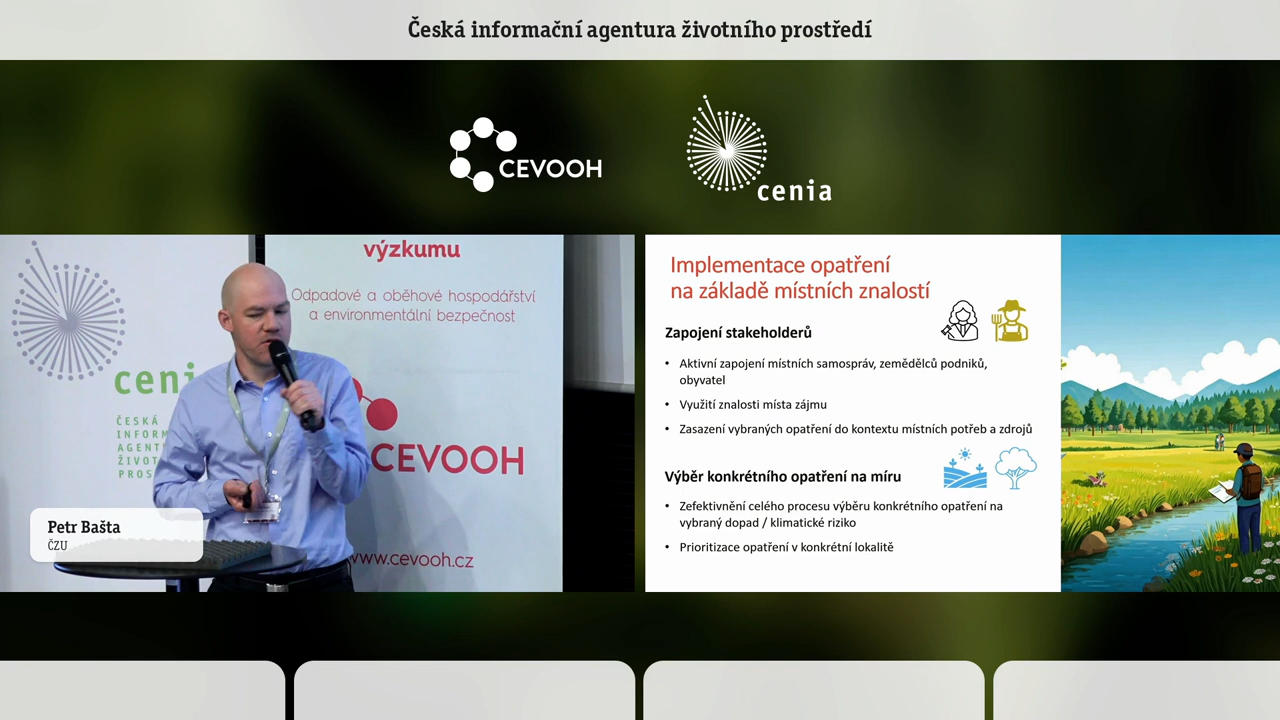 Česká informační agentura životního prostředí
CEVOOH
cenia
výzkumu
Odpadové a oběhové hospodářství
a environmentální bezpečnost
ČESKÁ
CEVOOH
www.cevooh.cz
Petr Bašta
ČZU
Implementace opatření
na základě místních znalostí
Zapojení stakeholderů
• Aktivní zapojení místních samospráv, zemědělců podniků,
obyvatel
• Využití znalosti místa zájmu
• Zasazení vybraných opatření do kontextu místních potřeb a zdrojů
Výběr konkrétního opatření na míru
• Zefektivnění celého procesu výběru konkrétního opatření na
vybraný dopad / klimatické riziko
• Prioritizace opatření v konkrétní lokalitě